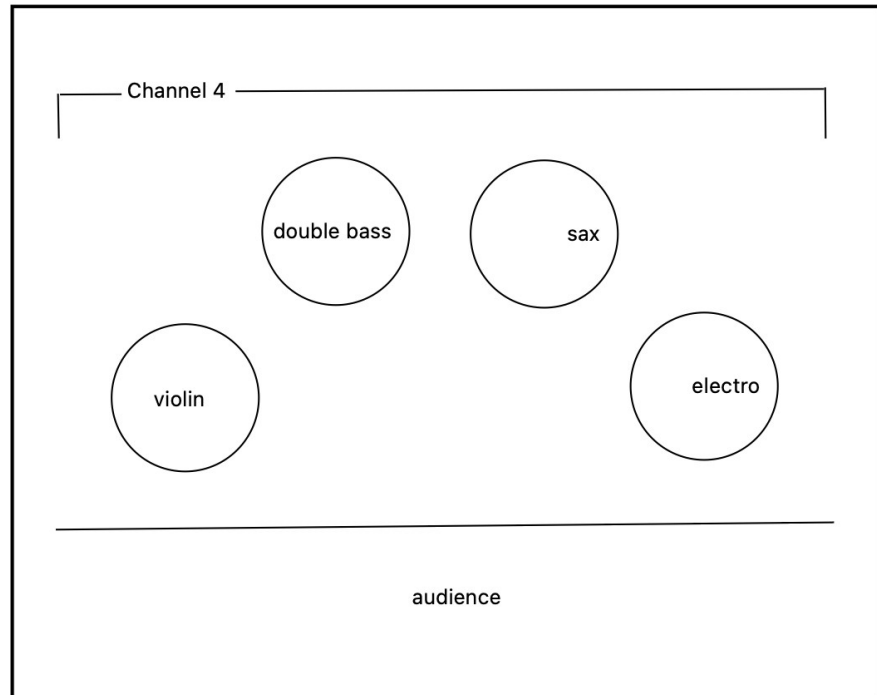 Channel 4
double bass
sax
violin
electro
audience